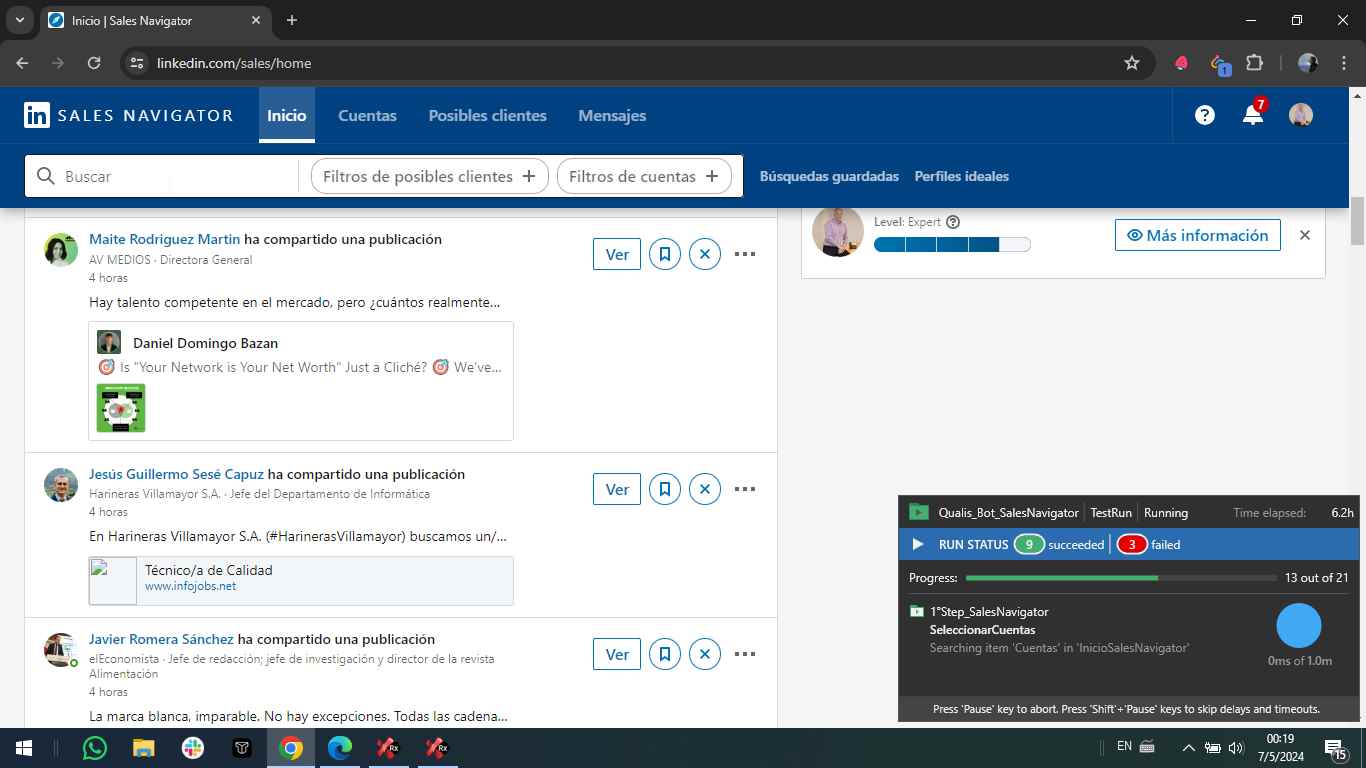 Inicio | Sales Navigator
linkedin.com/sales/home
1
in SALES NAVIGATOR
Inicio
Cuentas
Posibles clientes
Mensajes
7
Buscar
Filtros de posibles clientes +
Filtros de cuentas +
Búsquedas guardadas
Perfiles ideales
Maite Rodriguez Martin ha compartido una publicación
AV MEDIOS · Directora General
4 horas
Hay talento competente en el mercado, pero ¿cuántos realmente...
Ver
Daniel Domingo Bazan
🎯 Is "Your Network is Your Net Worth" Just a Cliché? 🎯 We've...
Jesús Guillermo Sesé Capuz ha compartido una publicación
Harineras Villamayor S.A. · Jefe del Departamento de Informática
4 horas
En Harineras Villamayor S.A. (#HarinerasVillamayor) buscamos un/...
Ver
Técnico/a de Calidad
www.infojobs.net
Javier Romera Sánchez ha compartido una publicación
elEconomista · Jefe de redacción; jefe de investigación y director de la revista
Alimentación
4 horas
La marca blanca, imparable. No hay excepciones. Todas las cadena...
Ver
Level: Expert
Más información
Qualis_Bot_SalesNavigator
TestRun
Running
Time elapsed: 6.2h
RUN STATUS 9 succeeded 3 failed
Progress: 13 out of 21
1°Step_SalesNavigator
SeleccionarCuentas
Searching item 'Cuentas' in 'InicioSalesNavigator'
0ms of 1.0m
Press 'Pause' key to abort. Press 'Shift'+'Pause' keys to skip delays and timeouts.
Rx
Rx
EN
00:19
7/5/2024
15